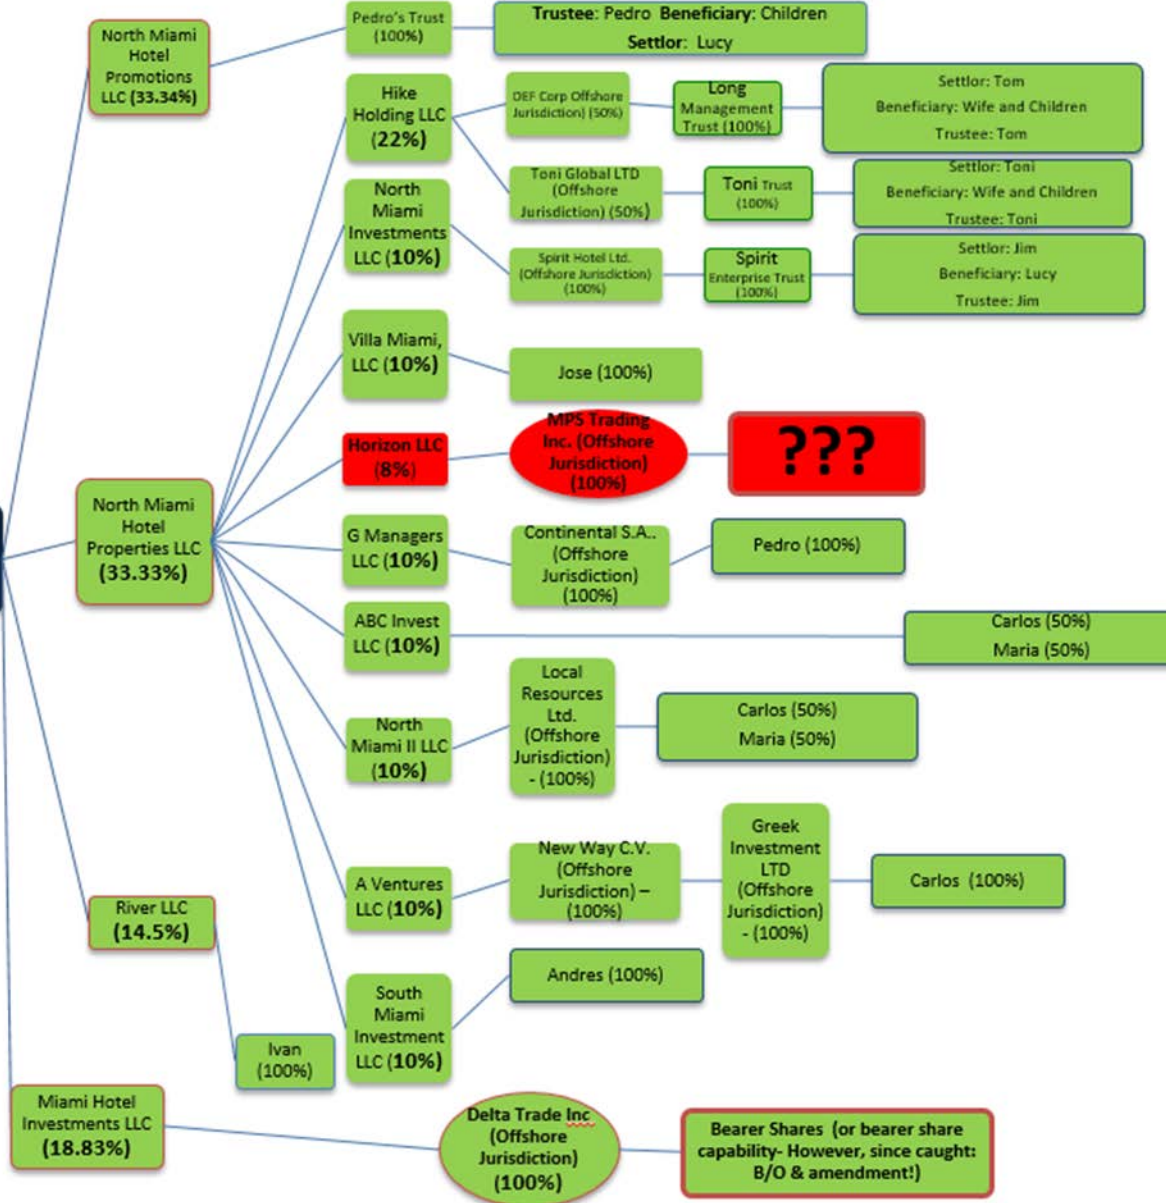 North Miami
Hotel
Promotions
LLC (33.34%)
Pedro's Trust
(100%)
Trustee: Pedro Beneficiary: Children
Settlor: Lucy
Hike
Holding LLC
(22%)
DEF Corp Offshore
Jurisdiction) (50%)
Long
Management
Trust (100%)
Settlor: Tom
Beneficiary: Wife and Children
Trustee: Tom
Toni Global LTD
(Offshore
Jurisdiction) (50%)
Toni Trust
(100%)
Settlor: Toni
Beneficiary: Wife and Children
Trustee: Toni
North
Miami
Investments
LLC (10%)
Spirit Hotel Ltd.
(Offshore Jurisdiction)
(100%)
Spirit
Enterprise Trust
(100%)
Settlor: Jim
Beneficiary: Lucy
Trustee: Jim
Villa Miami,
LLC (10%)
Jose (100%)
Horizon LLC
(8%)
MPS Trading
Inc. (Offshore
Jurisdiction)
(100%)
???
North Miami
Hotel
Properties LLC
(33.33%)
G Managers
LLC (10%)
Continental S.A..
(Offshore
Jurisdiction)
(100%)
Pedro (100%)
ABC Invest
LLC (10%)
Carlos (50%)
Maria (50%)
North
Miami II LLC
(10%)
Local
Resources
Ltd.
(Offshore
Jurisdiction)
- (100%)
Carlos (50%)
Maria (50%)
A Ventures
LLC (10%)
New Way C.V.
(Offshore
Jurisdiction) –
(100%)
Greek
Investment
LTD
(Offshore
Jurisdiction)
- (100%)
Carlos (100%)
South
Miami
Investment
LLC (10%)
Andres (100%)
River LLC
(14.5%)
Ivan
(100%)
Miami Hotel
Investments LLC
(18.83%)
Delta Trade Inc
(Offshore
Jurisdiction)
(100%)
Bearer Shares (or bearer share
capability- However, since caught:
B/O & amendment!)